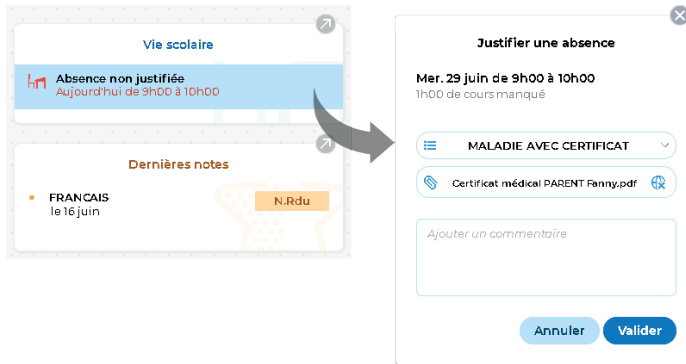 Vie scolaire
Absence non justifiée
Aujourd'hui de 9h00 à 10h00
Dernières notes
FRANCAIS
N.Rdu
le 16 juin
Justifier une absence
Mer. 29 juin de 9h00 à 10h00
1h00 de cours manqué
MALADIE AVEC CERTIFICAT
Certificat médical PARENT Fanny.pdf
Ajouter un commentaire
Annuler
Valider